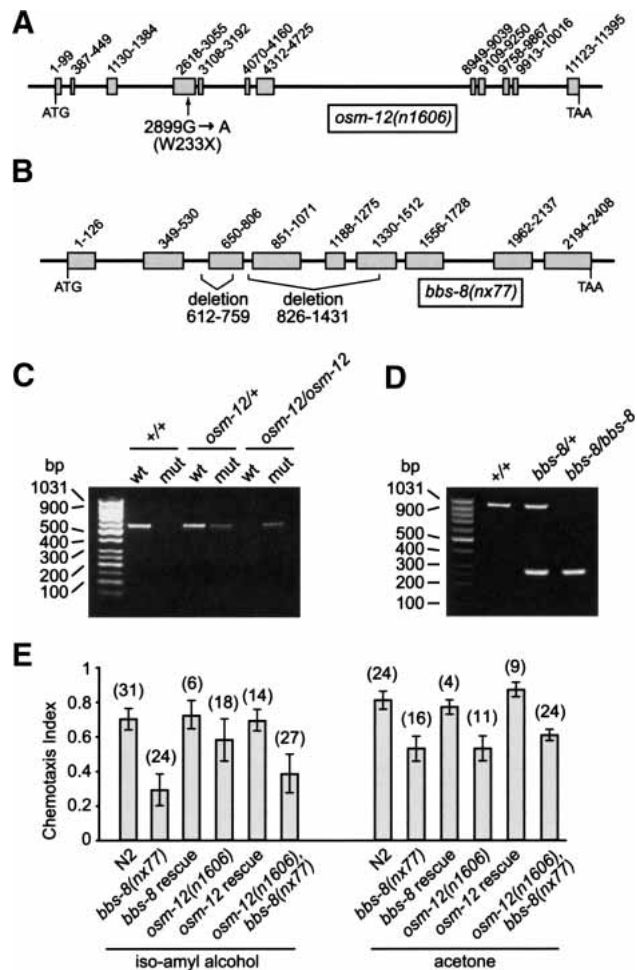 A
1-99
387-449
1130-1384
2618-3055
3108-3192
4070-4160
4312-4725
8949-9039
9109-9250
9758-9867
9913-10016
11123-11395
ATG
2899G→A
(W233X)
osm-12(n1606)
TAA
B
1-126
349-530
650-806
851-1071
1188-1275
1330-1512
1556-1728
1962-2137
2194-2408
ATG
deletion
612-759
deletion
826-1431
bbs-8(nx77)
TAA
C
+/+
osm-12/+
osm-12/osm-12
bp
wt
mut
wt
mut
wt
mut
1031
900
500
400
300
200
100
D
bp
+/+
bbs-8/+
bbs-8/bbs-8
1031
900
500
400
300
200
100
E
Chemotaxis Index
1
0.8
0.6
0.4
0.2
0
(31)
(24)
(6)
(18)
(14)
(27)
(24)
(16)
(4)
(11)
(9)
(24)
N2
bbs-8(nx77)
bbs-8 rescue
osm-12(n1606)
osm-12 rescue
osm-12(n1606);
bbs-8(nx77)
N2
bbs-8(nx77)
bbs-8 rescue
osm-12(n1606)
osm-12 rescue
osm-12(n1606);
bbs-8(nx77)
iso-amyl alcohol
acetone